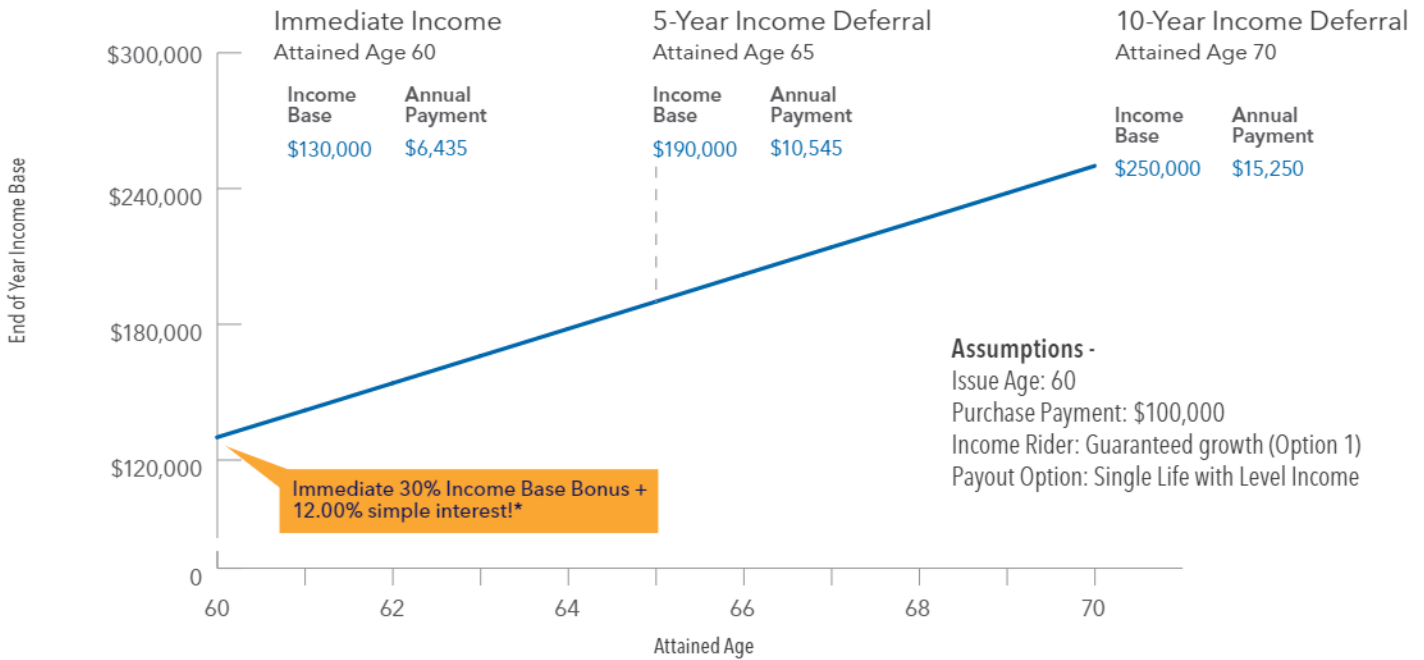 Immediate Income
Attained Age 60
Income Base
Annual Payment
$130,000
$6,435
5-Year Income Deferral
Attained Age 65
Income Base
Annual Payment
$190,000
$10,545
10-Year Income Deferral
Attained Age 70
Income Base
Annual Payment
$250,000
$15,250
End of Year Income Base
$300,000
$240,000
$180,000
$120,000
0
Immediate 30% Income Base Bonus +
12.00% simple interest!*
Assumptions -
Issue Age: 60
Purchase Payment: $100,000
Income Rider: Guaranteed growth (Option 1)
Payout Option: Single Life with Level Income
60
62
64
66
68
70
Attained Age